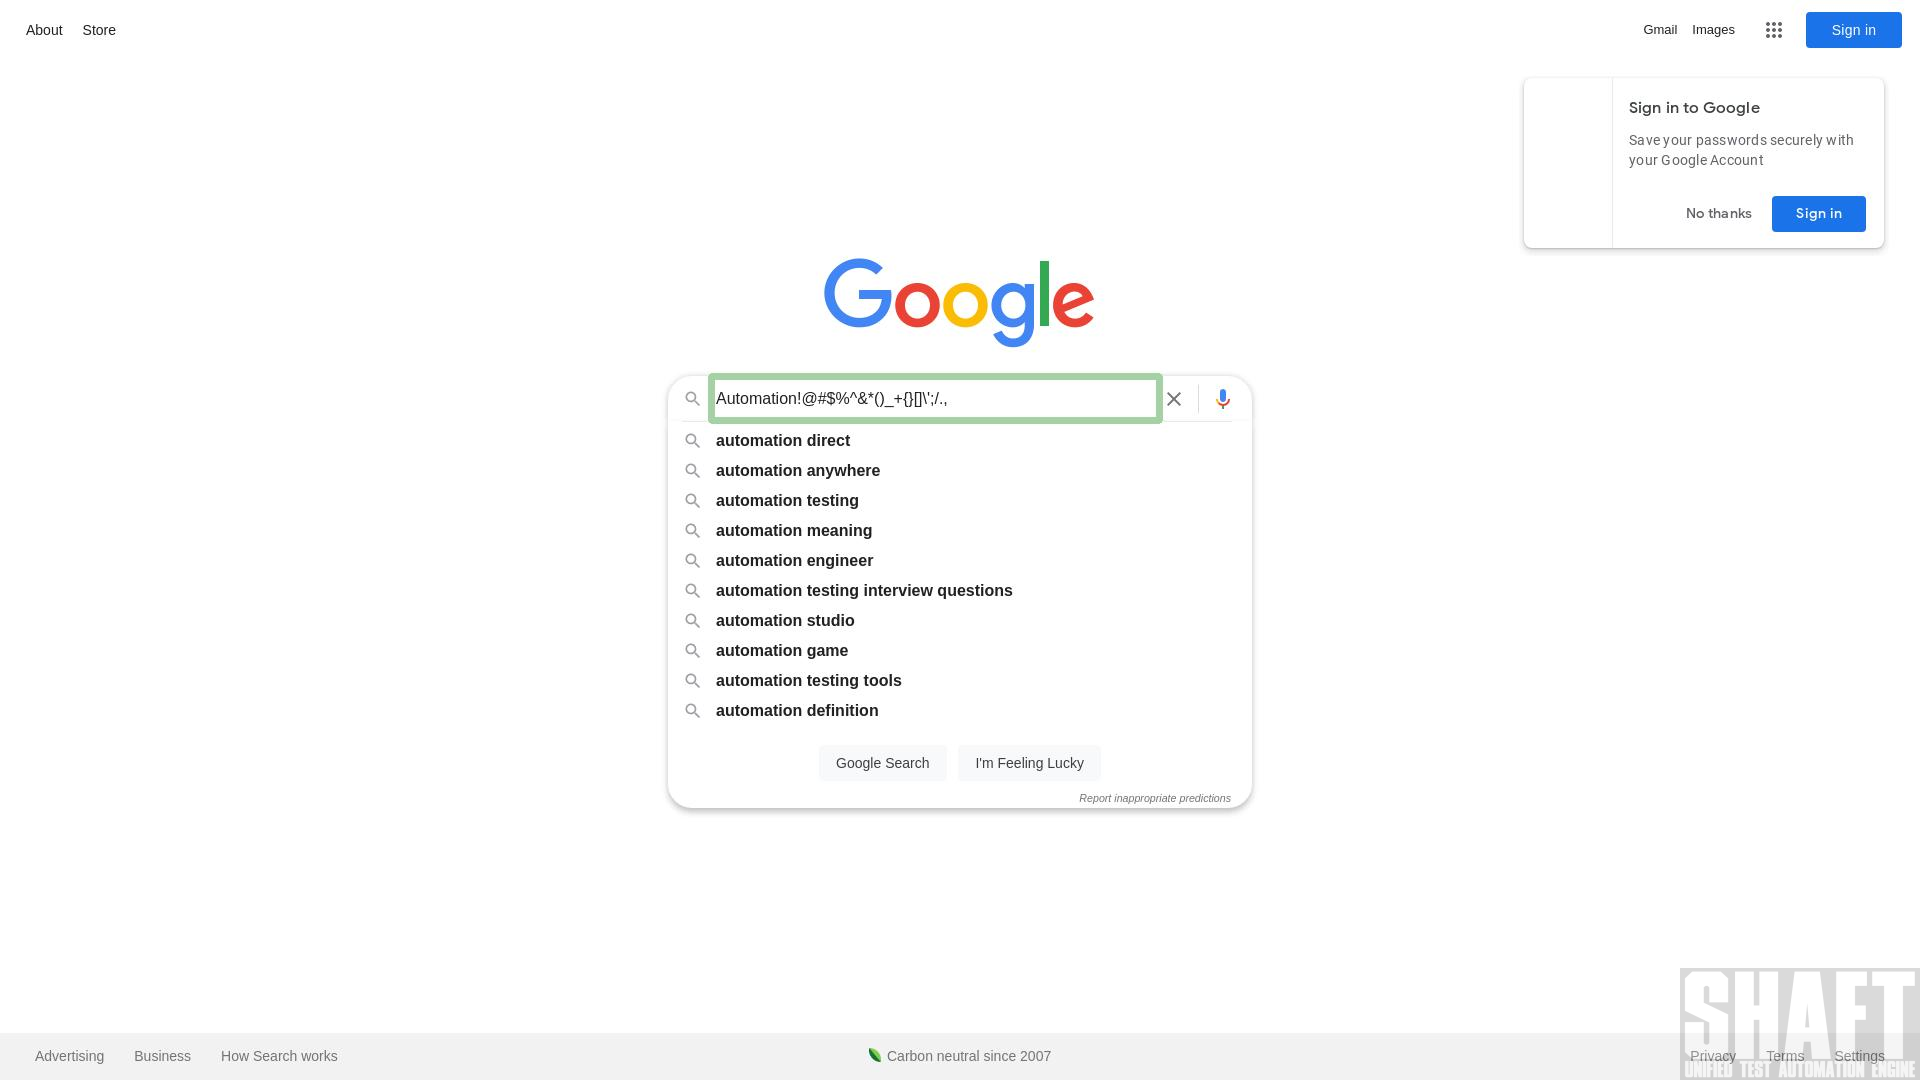 About Store
Gmail Images Sign in
Sign in to Google
Save your passwords securely with
your Google Account
No thanks Sign in
Google
Automation!@#$%^&*()_+{}[]\';/.,
automation direct
automation anywhere
automation testing
automation meaning
automation engineer
automation testing interview questions
automation studio
automation game
automation testing tools
automation definition
Google Search I'm Feeling Lucky
Report inappropriate predictions
SHAFT
Advertising Business How Search works Carbon neutral since 2007 Privacy Terms Settings
UNIFIED TEST AUTOMATION ENGINE